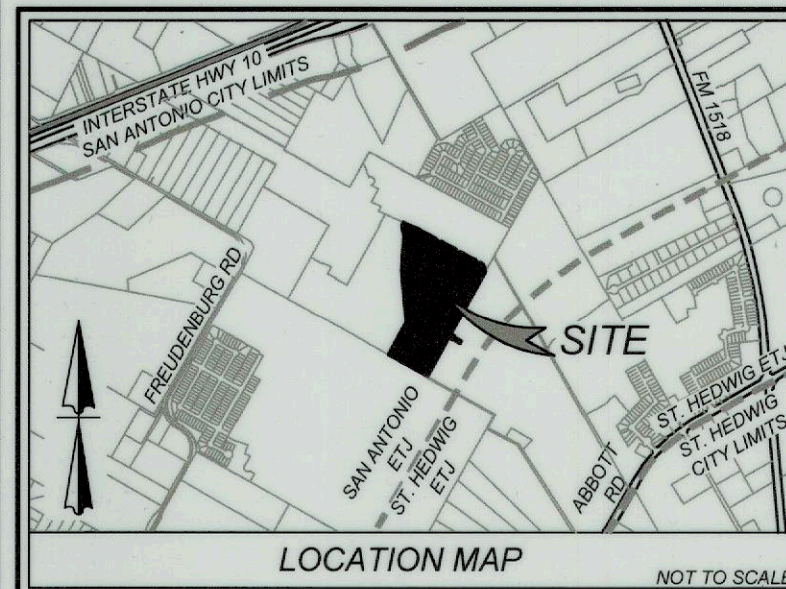 INTERSTATE HWY 10
SAN ANTONIO CITY LIMITS
FM 1518
FREUDENBURG RD
SITE
SAN ANTONIO
ETJ
ST. HEDWIG
ETJ
ABBOTT
RD
ST. HEDWIG ETJ
ST. HEDWIG
CITY LIMITS
LOCATION MAP
NOT TO SCALE